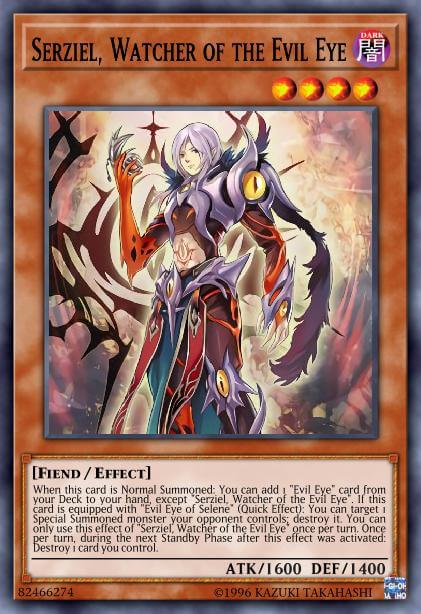 Serziel, Watcher of the Evil Eye
DARK
闇
[Fiend / Effect]
When this card is Normal Summoned: You can add 1 "Evil Eye" card from
your Deck to your hand, except "Serziel, Watcher of the Evil Eye". If this
card is equipped with "Evil Eye of Selene" (Quick Effect): You can target 1
Special Summoned monster your opponent controls; destroy it. You can
only use this effect of "Serziel, Watcher of the Evil Eye" once per turn. Once
per turn, during the next Standby Phase after this effect was activated:
Destroy 1 card you control.
ATK/1600 DEF/1400
82466274
©1996 KAZUKI TAKAHASHI